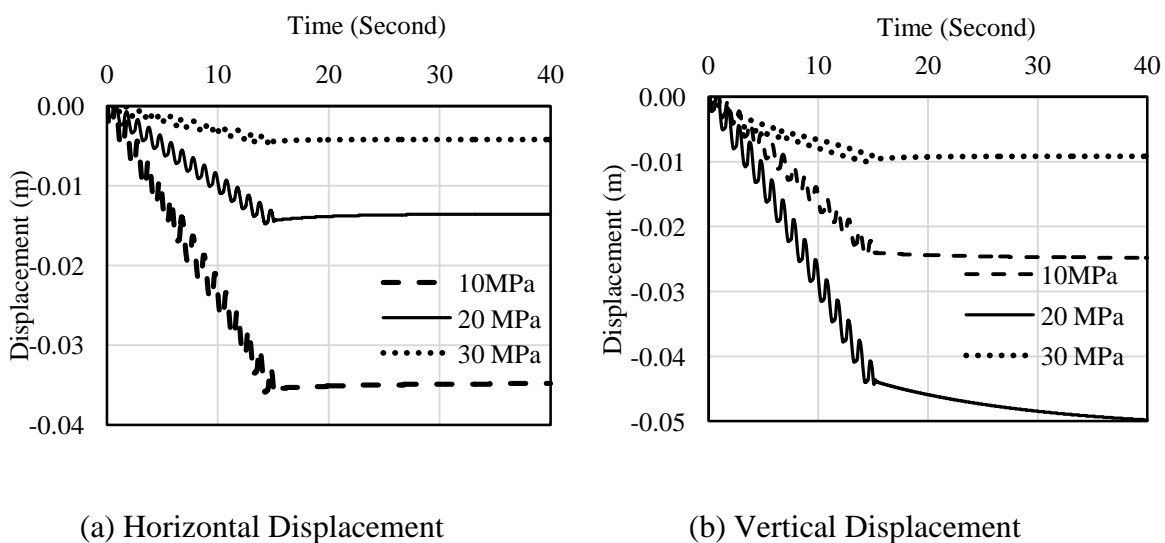 Time (Second)
0 10 20 30 40
0.00
-0.01
-0.02
-0.03
-0.04
Displacement (m)
10MPa
20 MPa
30 MPa
(a) Horizontal Displacement
Time (Second)
0 10 20 30 40
0.00
-0.01
-0.02
-0.03
-0.04
-0.05
Displacement (m)
10MPa
20 MPa
30 MPa
(b) Vertical Displacement